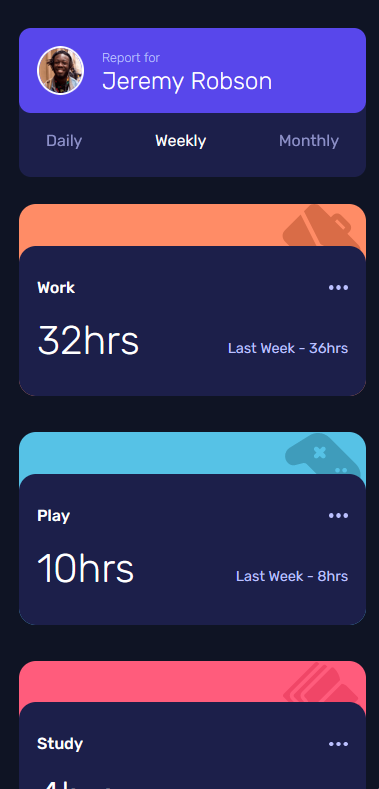 Report for
Jeremy Robson
Daily Weekly Monthly
Work
32hrs
Last Week - 36hrs
Play
10hrs
Last Week - 8hrs
Study